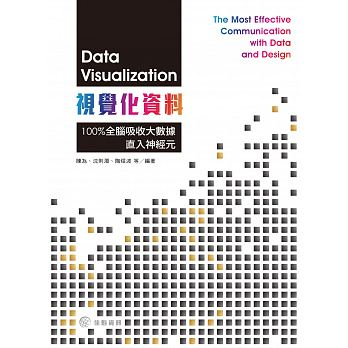 The Most Effective
Communication
with Data
and Design
Data
Visualization
視覺化資料
100%全腦吸收大數據
直入神經元
陳為、沈則潛、陶煜波 等／編著
佳魁資訊